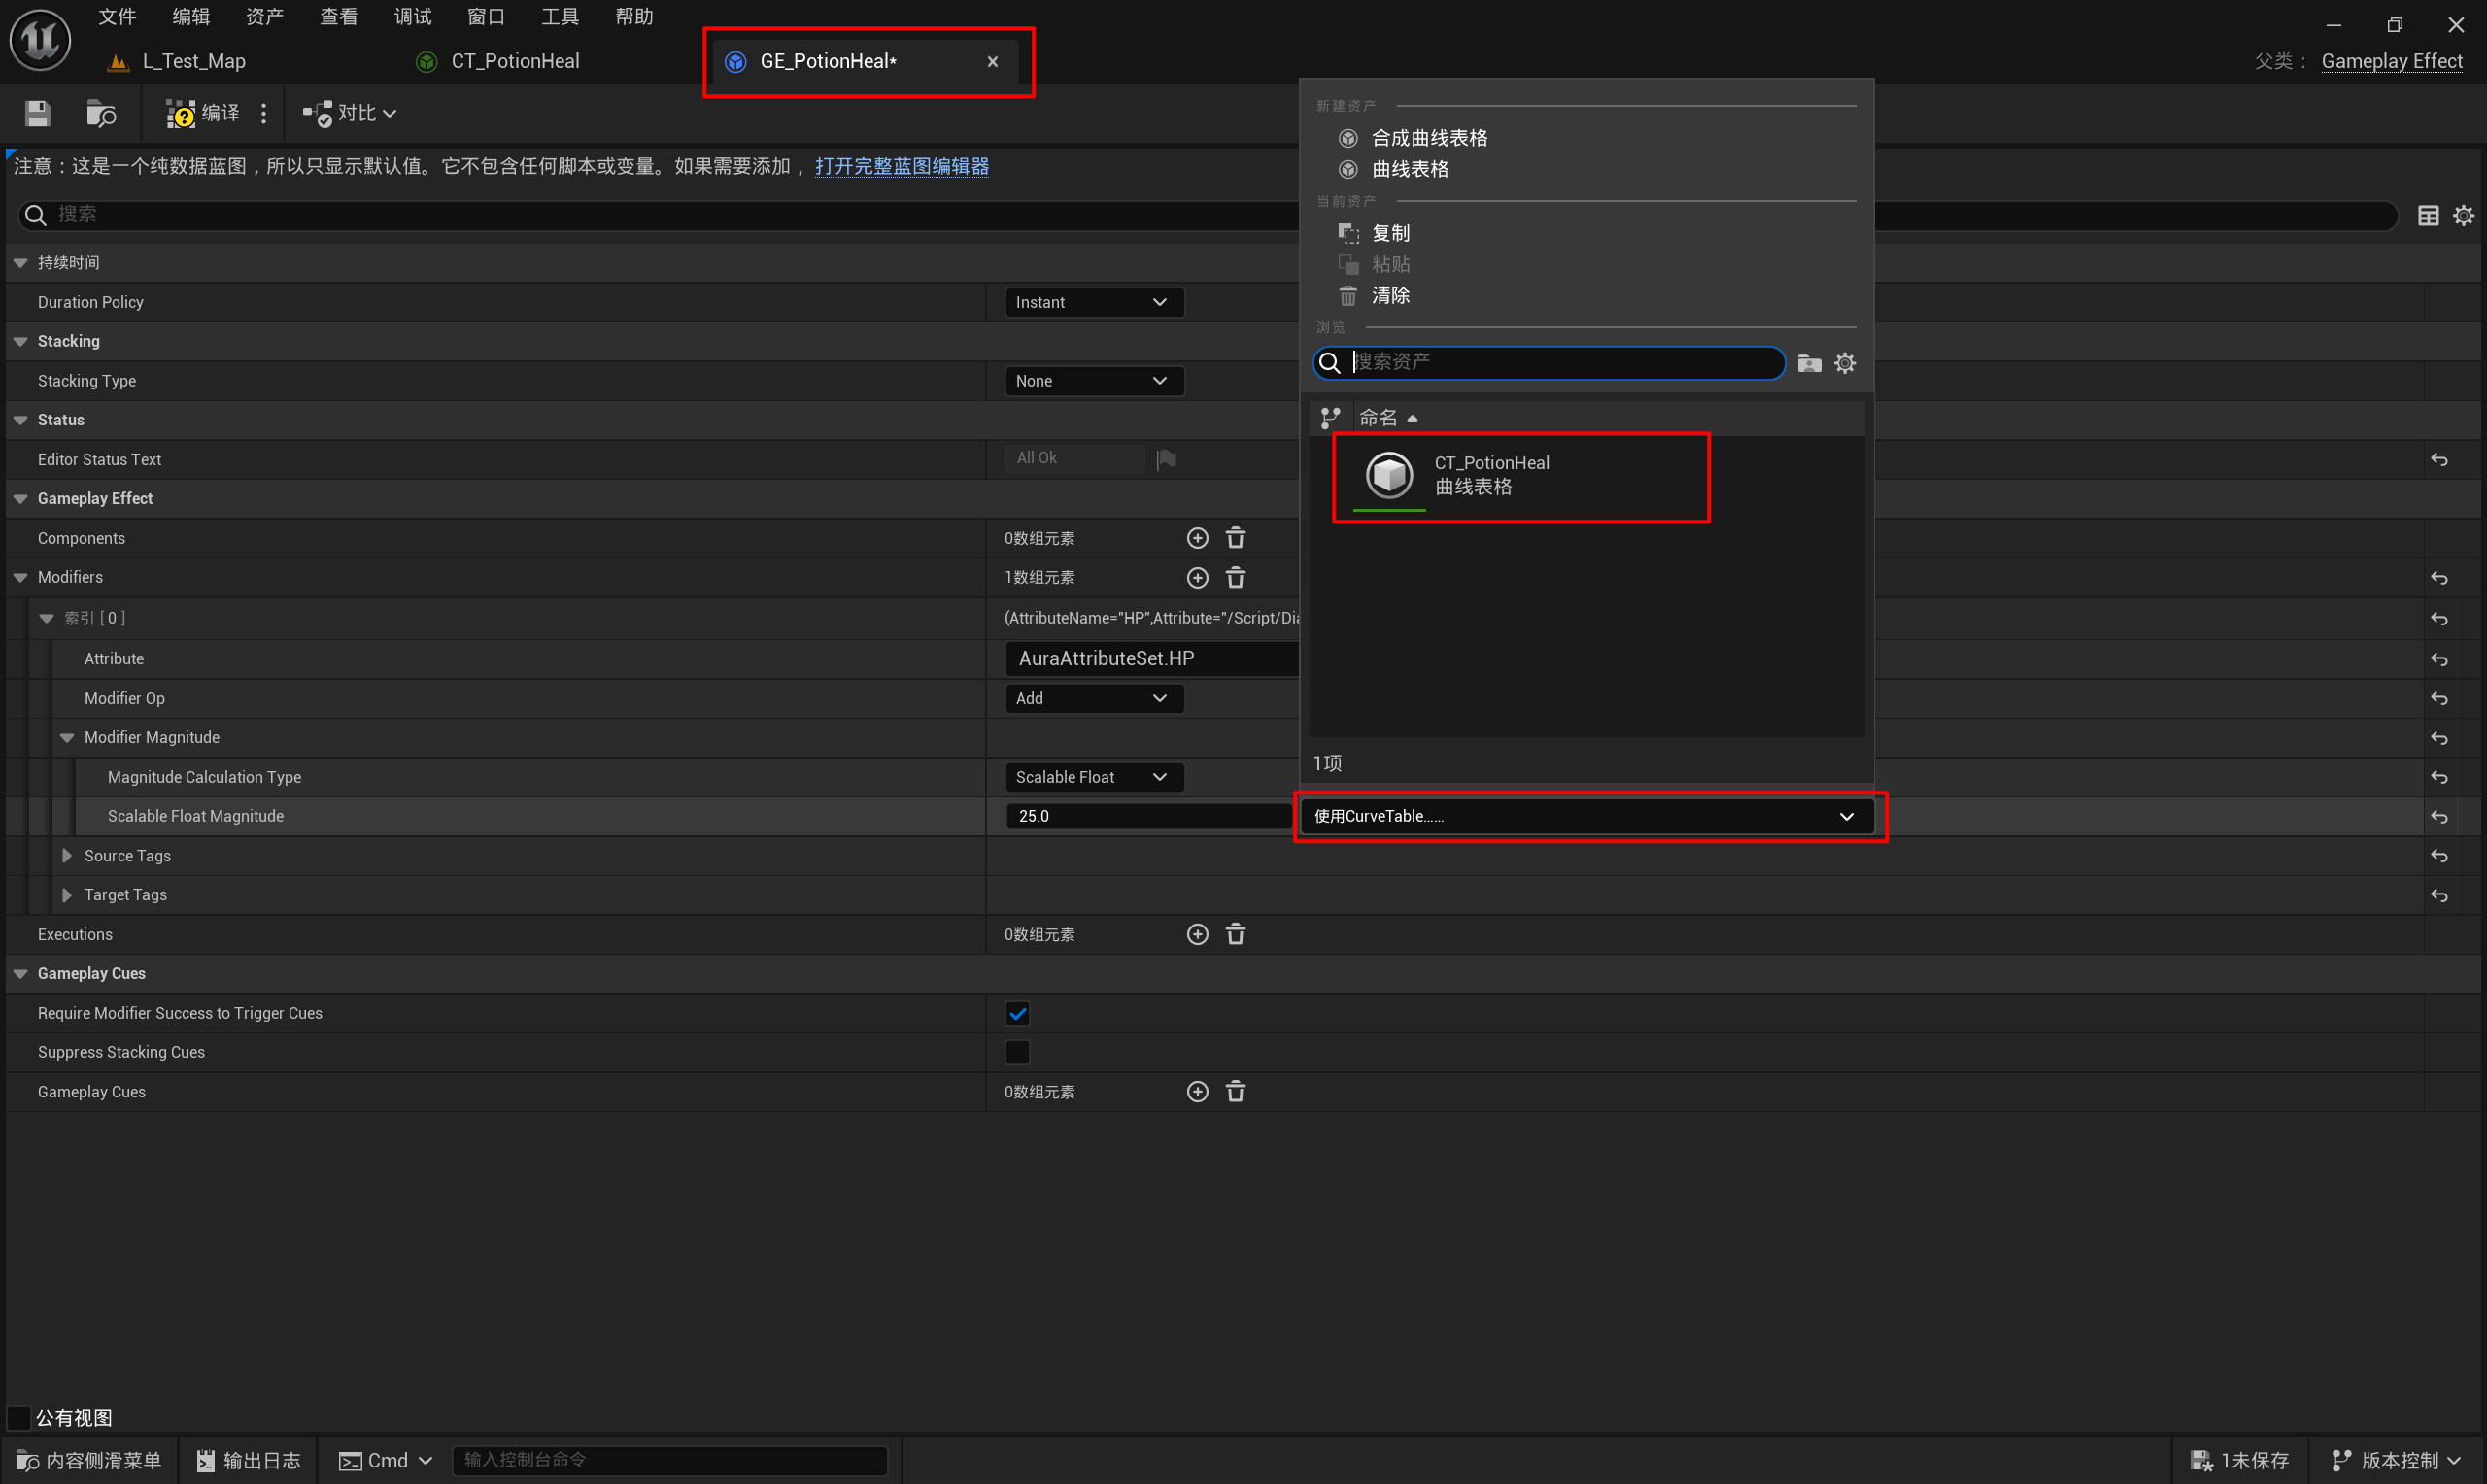 文件 编辑 资产 查看 调试 窗口 工具 帮助
L_Test_Map CT_PotionHeal GE_PotionHeal*
父类： Gameplay Effect
编译 对比
注意：这是一个纯数据蓝图，所以只显示默认值。它不包含任何脚本或变量。如果需要添加， 打开完整蓝图编辑器
搜索
持续时间
Duration Policy Instant
Stacking
Stacking Type None
Status
Editor Status Text All Ok
Gameplay Effect
Components 0数组元素
Modifiers 1数组元素
索引 [ 0 ] (AttributeName="HP",Attribute="/Script/Di
Attribute AuraAttributeSet.HP
Modifier Op Add
Modifier Magnitude
Magnitude Calculation Type Scalable Float
Scalable Float Magnitude 25.0 使用CurveTable......
Source Tags
Target Tags
Executions 0数组元素
Gameplay Cues
Require Modifier Success to Trigger Cues
Suppress Stacking Cues
Gameplay Cues 0数组元素
新建资产
合成曲线表格
曲线表格
当前资产
复制
粘贴
清除
浏览
搜索资产
命名
CT_PotionHeal
曲线表格
1项
公有视图
内容侧滑菜单 输出日志 Cmd 输入控制台命令 1未保存 版本控制